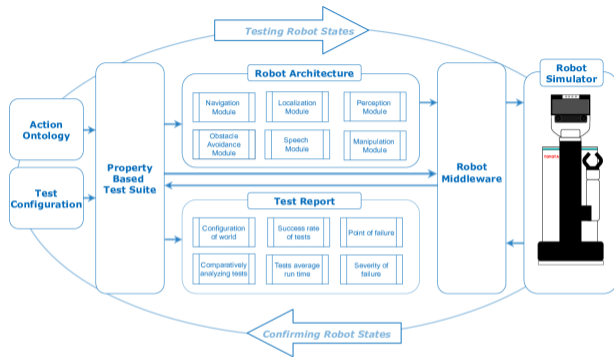 Testing Robot States
Robot Architecture
Robot
Simulator
Navigation
Module
Localization
Module
Perception
Module
Obstacle
Avoidance
Module
Speech
Module
Manipulation
Module
Action
Ontology
Test
Configuration
Property
Based
Test Suite
Robot
Middleware
TOYOTA
Test Report
Configuration
of world
Success rate
of tests
Point of failure
Comparatively
analyzing tests
Tests average
run time
Severity of
failure
Confirming Robot States